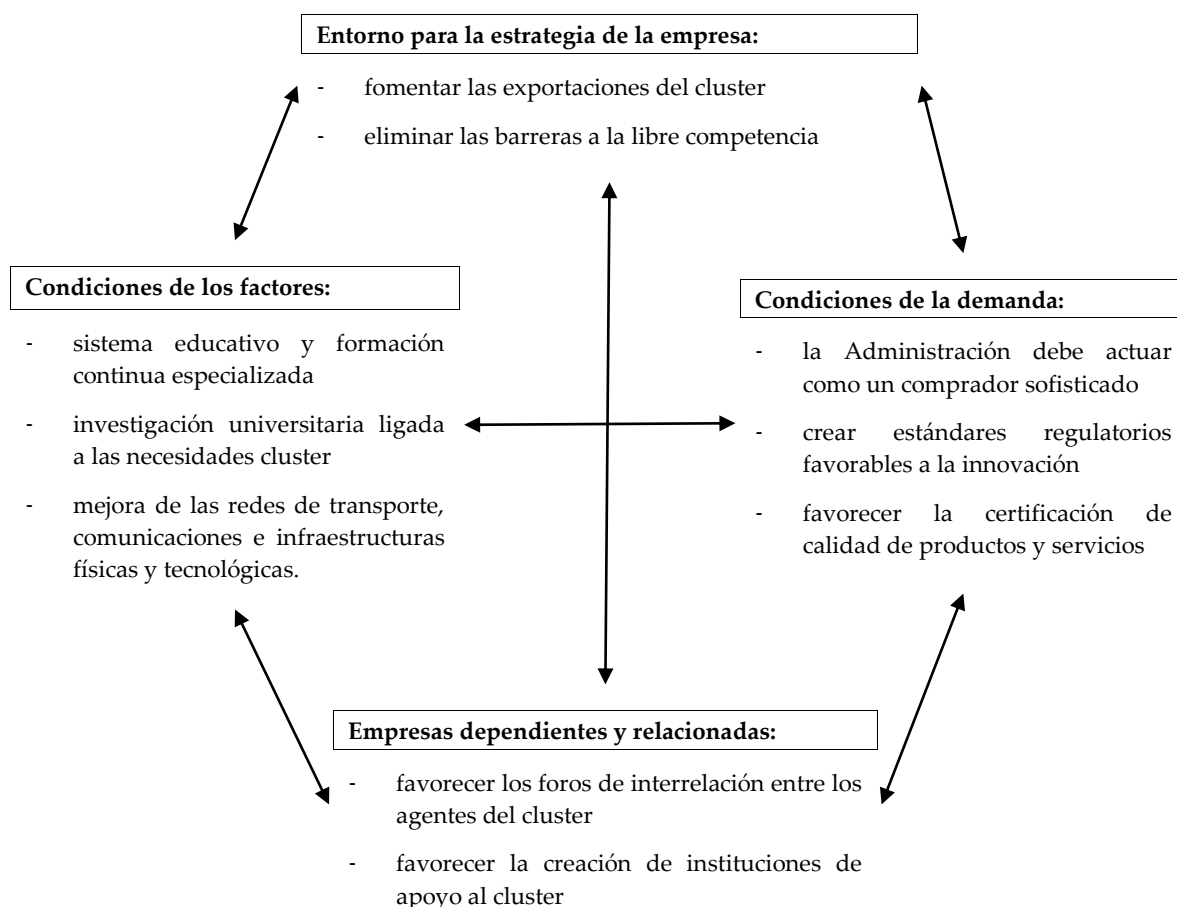 Entorno para la estrategia de la empresa:
- fomentar las exportaciones del cluster
- eliminar las barreras a la libre competencia
Condiciones de los factores:
- sistema educativo y formación
continua especializada
- investigación universitaria ligada
a las necesidades cluster
- mejora de las redes de transporte,
comunicaciones e infraestructuras
físicas y tecnológicas.
Condiciones de la demanda:
- la Administración debe actuar
como un comprador sofisticado
- crear estándares regulatorios
favorables a la innovación
- favorecer la certificación de
calidad de productos y servicios
Empresas dependientes y relacionadas:
- favorecer los foros de interrelación entre los
agentes del cluster
- favorecer la creación de instituciones de
apoyo al cluster